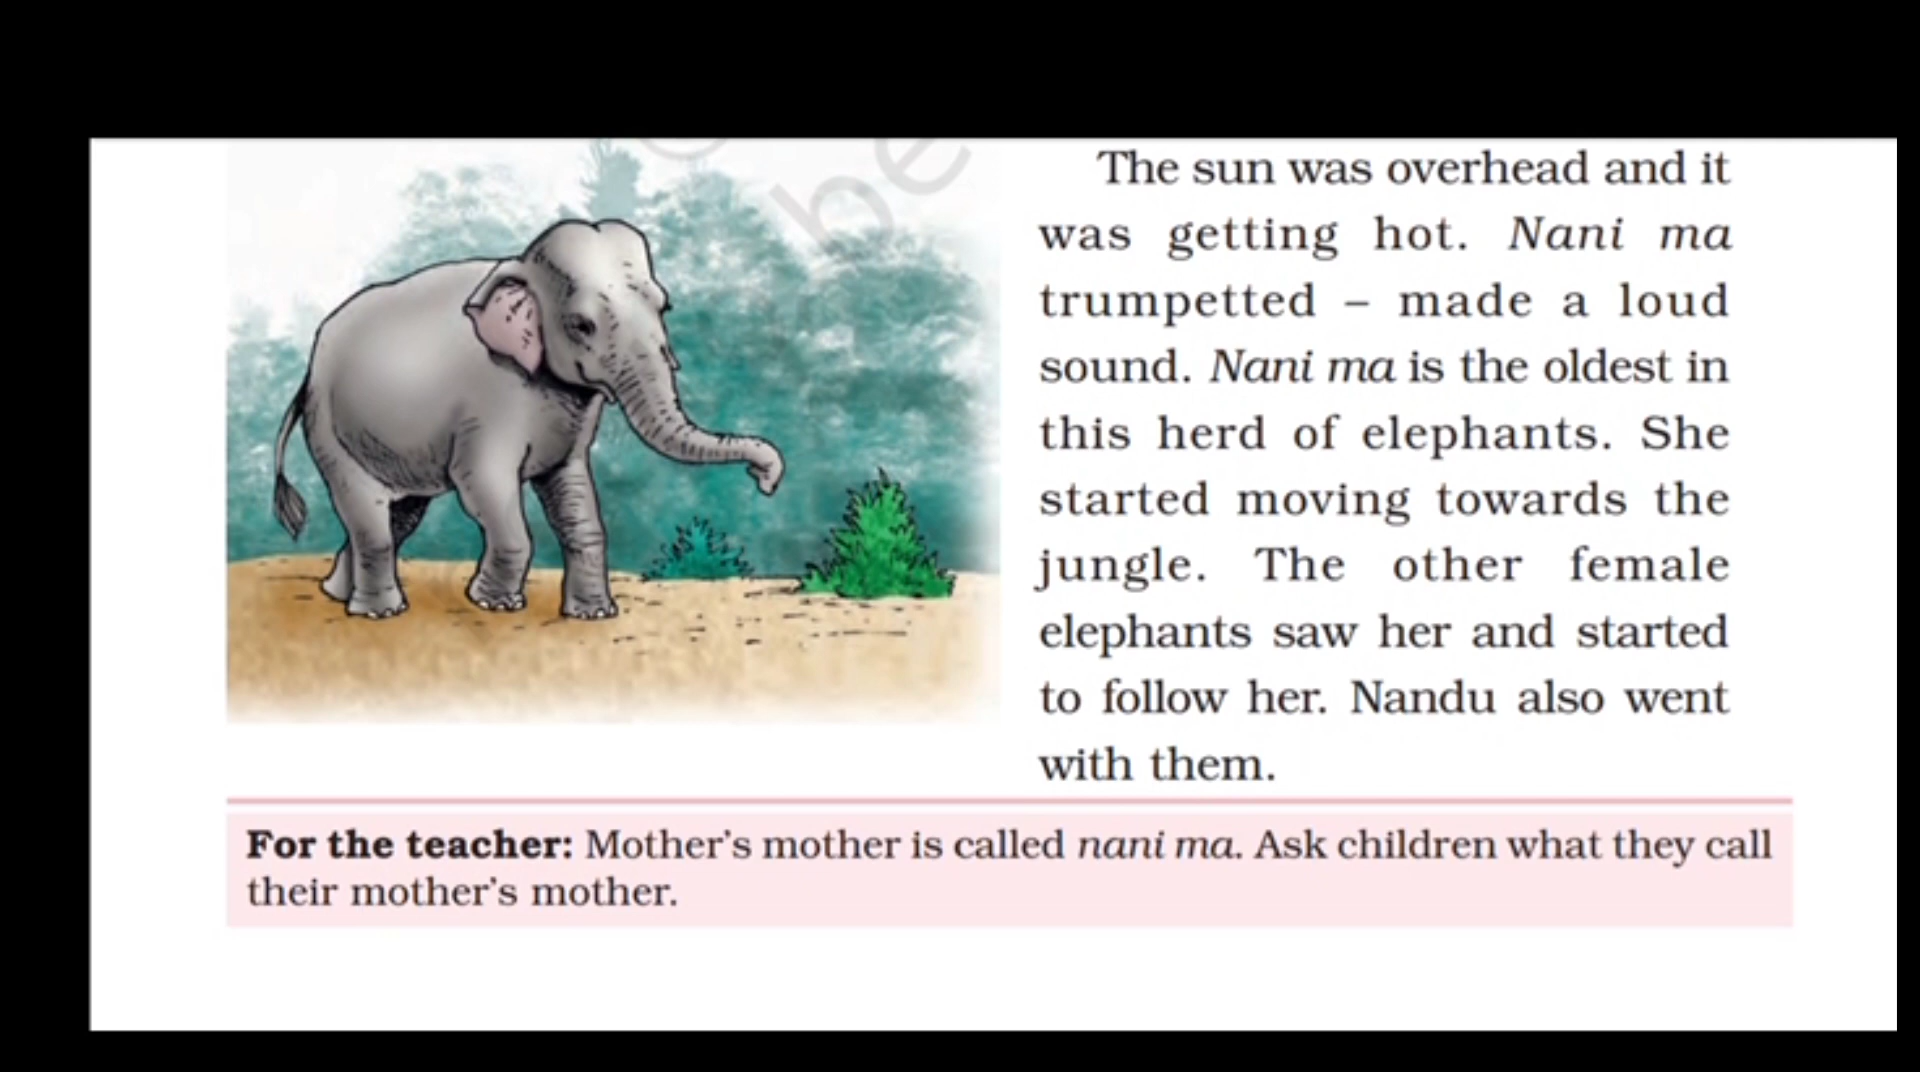 be
The sun was overhead and it
was getting hot. Nani ma
trumpetted – made a loud
sound. Nani ma is the oldest in
this herd of elephants. She
started moving towards the
jungle. The other female
elephants saw her and started
to follow her. Nandu also went
with them.
For the teacher: Mother's mother is called nani ma. Ask children what they call
their mother's mother.